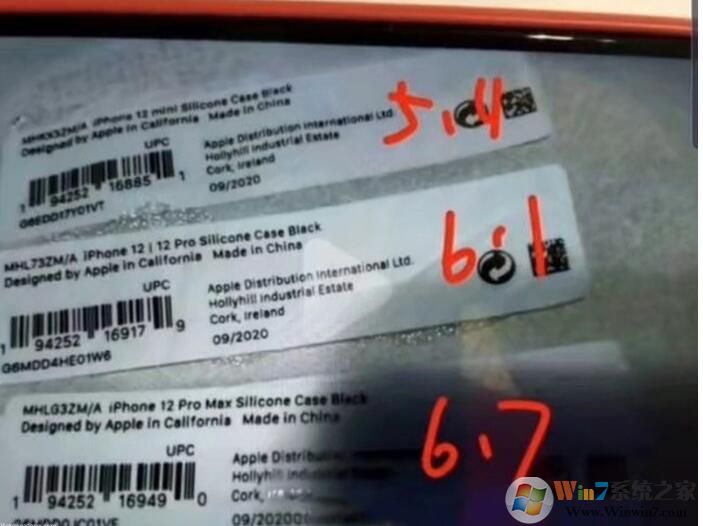 MHKX3ZM/A iPhone 12 mini Silicone Case Black
Designed by Apple in California Made in China
UPC
1 94252 16885 1
G6EDD17Y01VT
Apple Distribution International Ltd.
Hollyhill Industrial Estate
Cork, Ireland
09/2020
5.4
MHL73ZM/A iPhone 12 | 12 Pro Silicone Case Black
Designed by Apple in California Made in China
UPC
1 94252 16917 9
G6MDD4HE01W6
Apple Distribution International Ltd.
Hollyhill Industrial Estate
Cork, Ireland
09/2020
6.1
MHLG3ZM/A iPhone 12 Pro Max Silicone Case Black
Designed by Apple in California Made in China
UPC
1 94252 16949 0
Apple Distribution
Hollyhill Industrial
Cork,
6.7
Win7系统之家
Www.Winwin7.com